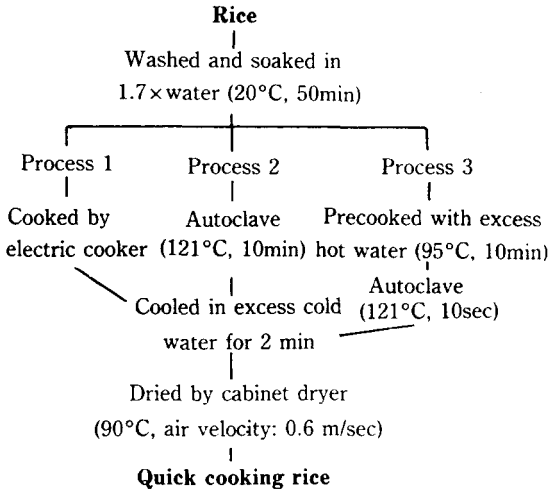 Rice
Washed and soaked in
1.7×water (20°C, 50min)
Process 1
Process 2
Process 3
Cooked by
electric cooker
Autoclave
(121°C, 10min)
Precooked with excess
hot water (95°C, 10min)
Autoclave
(121°C, 10sec)
Cooled in excess cold
water for 2 min
Dried by cabinet dryer
(90°C, air velocity: 0.6 m/sec)
Quick cooking rice